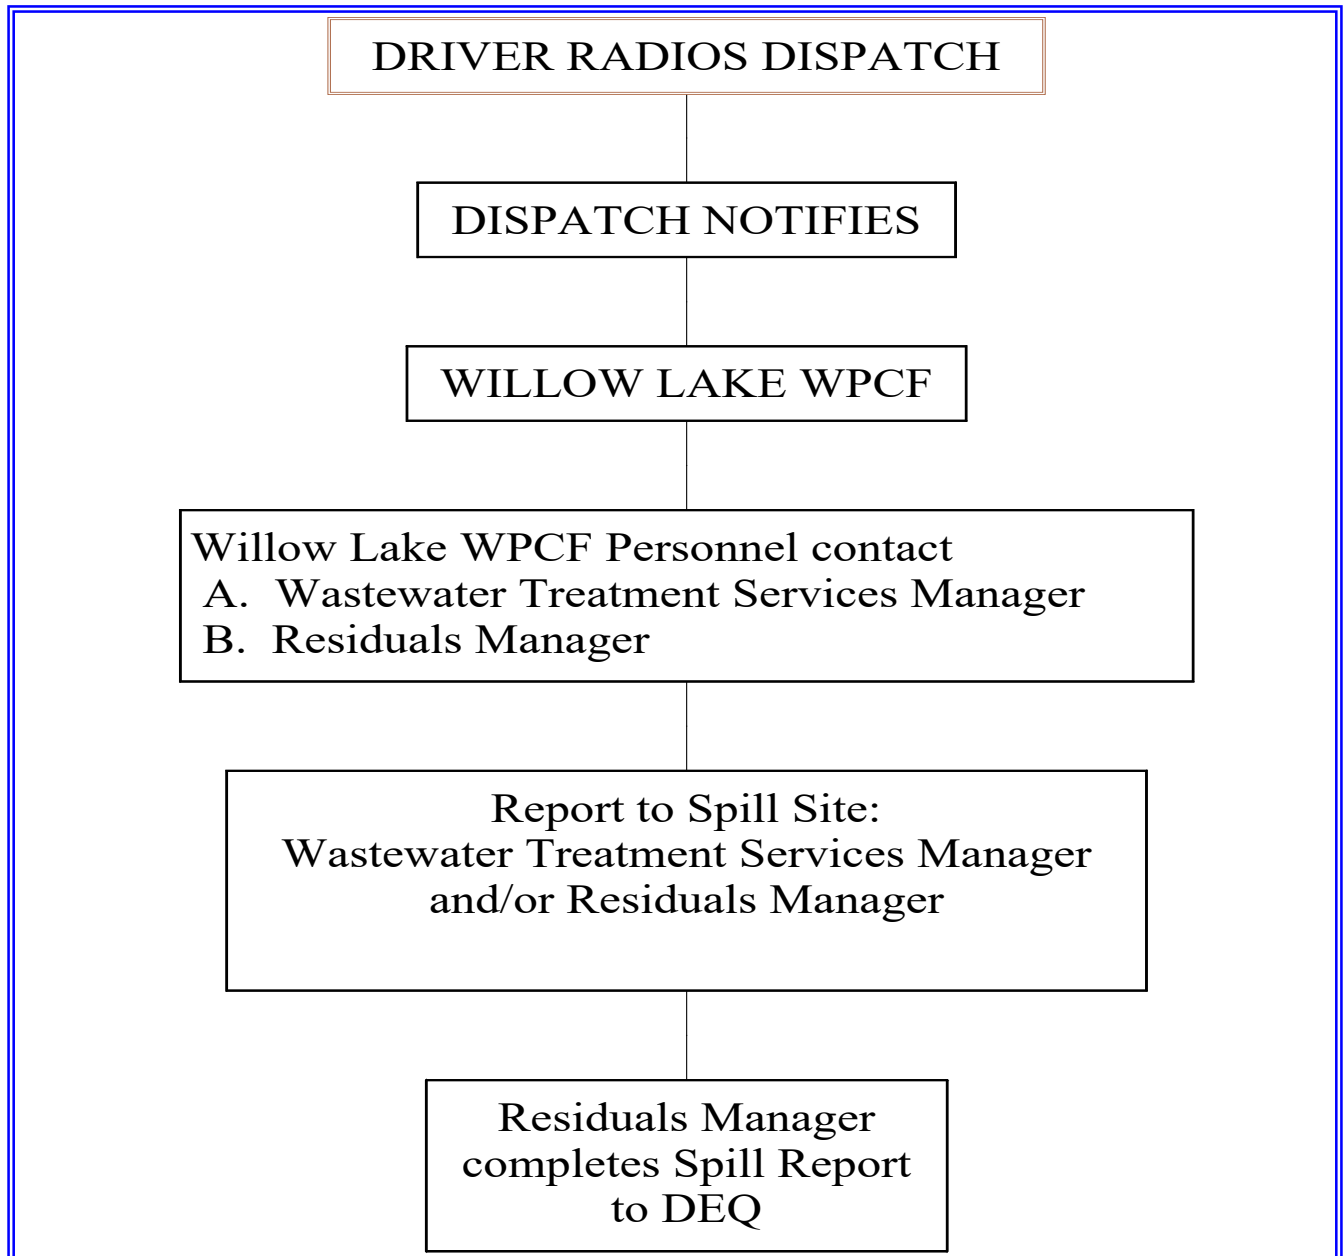 DRIVER RADIOS DISPATCH
DISPATCH NOTIFIES
WILLOW LAKE WPCF
Willow Lake WPCF Personnel contact
A. Wastewater Treatment Services Manager
B. Residuals Manager
Report to Spill Site:
Wastewater Treatment Services Manager
and/or Residuals Manager
Residuals Manager
completes Spill Report
to DEQ